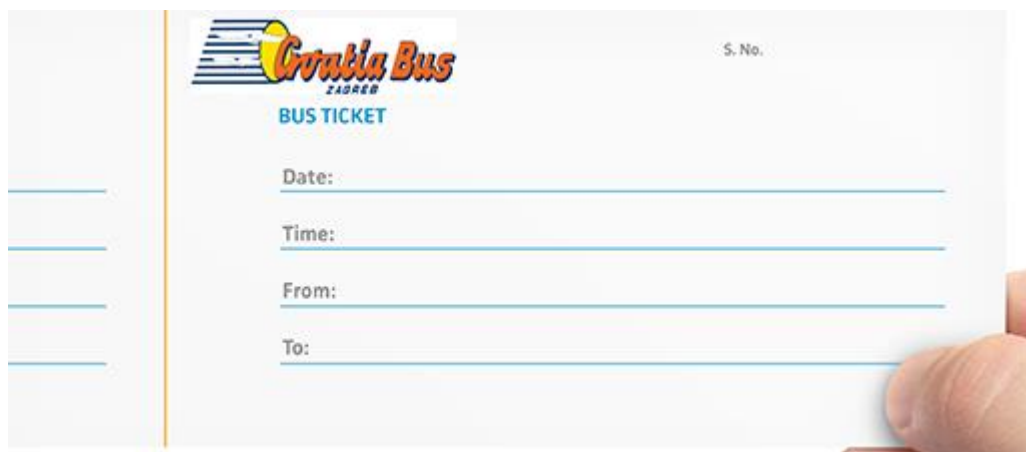 Croatia Bus
ZAGREB
S. No.
BUS TICKET
Date:
Time:
From:
To: